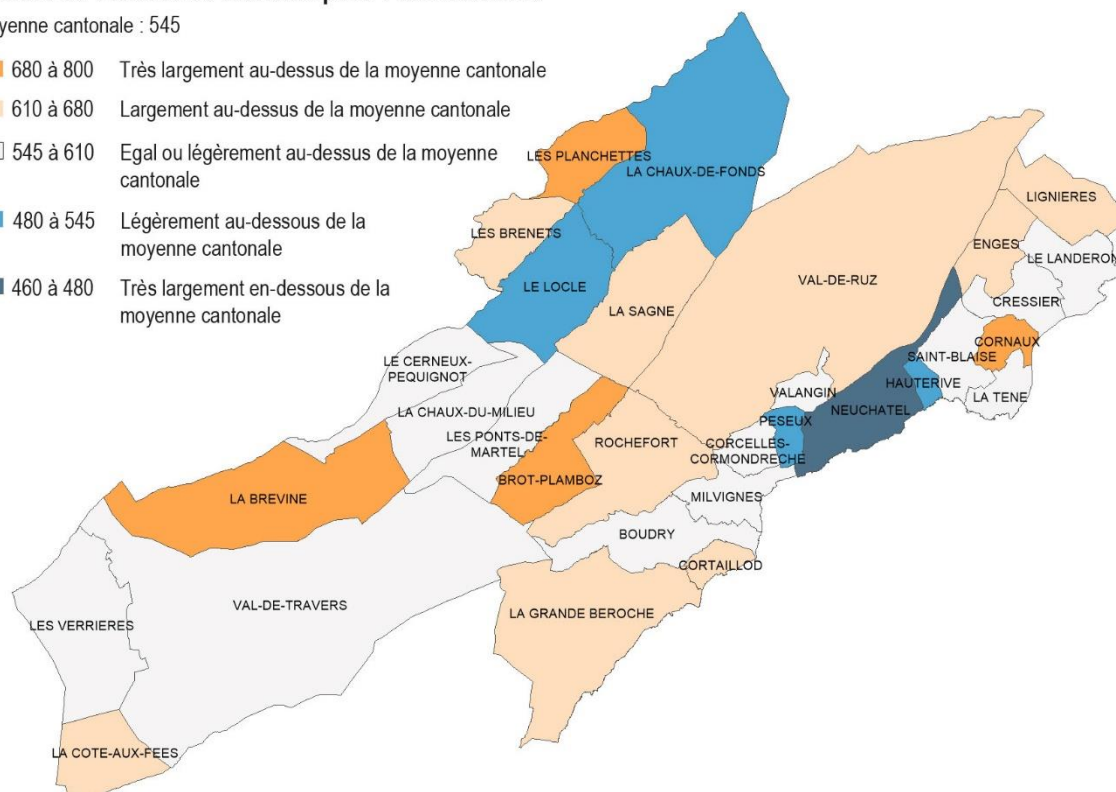 yenne cantonale : 545
680 à 800 Très largement au-dessus de la moyenne cantonale
610 à 680 Largement au-dessus de la moyenne cantonale
545 à 610 Egal ou légèrement au-dessus de la moyenne
cantonale
480 à 545 Légèrement au-dessous de la
moyenne cantonale
460 à 480 Très largement en-dessous de la
moyenne cantonale
LES PLANCHETTES
LA CHAUX-DE-FONDS
LES BRENETS
LE LOCLE
LA SAGNE
VAL-DE-RUZ
LIGNIERES
ENGES
LE LANDERON
CRESSIER
CORNAUX
SAINT-BLAISE
LA TENE
HAUTERIVE
NEUCHATEL
VALANGIN
PESEUX
CORCELLES-
CORMONDRECHE
LE CERNEUX-
PEQUIGNOT
LA CHAUX-DU-MILIEU
LES PONTS-DE-
MARTEL
BROT-PLAMBOZ
ROCHEFORT
LA BREVINE
MILVIGNES
BOUDRY
CORTAILLOD
LA GRANDE BEROCHE
VAL-DE-TRAVERS
LES VERRIERES
LA COTE-AUX-FEES